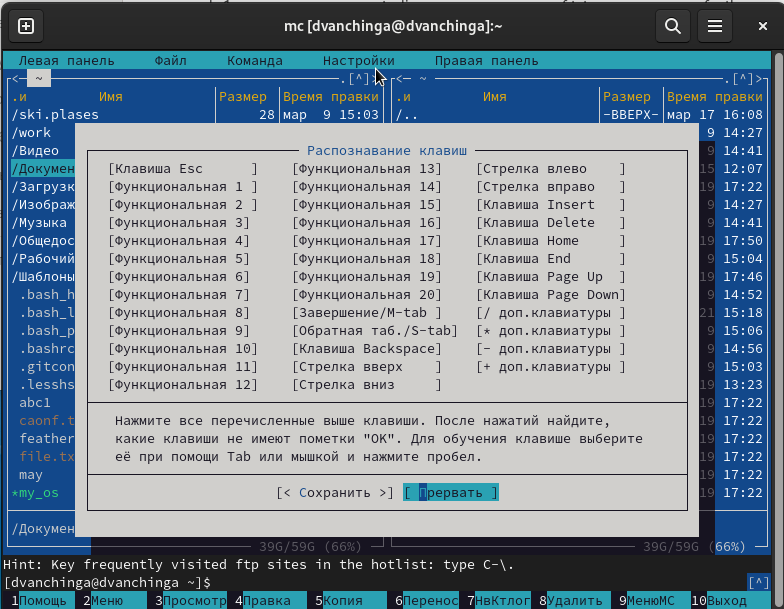 mc [dvanchinga@dvanchinga]:~
Левая панель Файл Команда Настройки Правая панель
<— ~ .[^]> <— ~ .[^]>
.и Имя Размер Время правки .и Имя Размер Время правки
/ski.plases 28 мар 9 15:03 /.. -ВВЕРХ- мар 17 16:08
/work 9 14:27
/Видео 9 14:41
/Докумен 15 12:07
/Загрузк 19 17:22
/Изображ 9 14:27
/Музыка 9 14:41
/Общедос 19 17:50
/Рабочий 9 15:04
/Шаблоны 19 17:46
.bash_h 9 14:52
.bash_l 21 15:18
.bash_p 9 15:06
.bashrc 9 14:56
.gitcon 9 15:03
.lesshs 19 13:23
abc1 19 17:22
caonf.t 19 17:22
feather 19 17:22
file.tx 19 17:22
may 19 17:22
*my_os 19 17:22
/Докумен
39G/59G (66%) 39G/59G (66%)
Распознавание клавиш
[Клавиша Esc ] [Функциональная 13] [Стрелка влево ]
[Функциональная 1 ] [Функциональная 14] [Стрелка вправо ]
[Функциональная 2 ] [Функциональная 15] [Клавиша Insert ]
[Функциональная 3] [Функциональная 16] [Клавиша Delete ]
[Функциональная 4] [Функциональная 17] [Клавиша Home ]
[Функциональная 5] [Функциональная 18] [Клавиша End ]
[Функциональная 6] [Функциональная 19] [Клавиша Page Up ]
[Функциональная 7] [Функциональная 20] [Клавиша Page Down]
[Функциональная 8] [Завершение/M-tab ] [/ доп.клавиатуры ]
[Функциональная 9] [Обратная таб./S-tab] [* доп.клавиатуры ]
[Функциональная 10] [Клавиша Backspace] [- доп.клавиатуры ]
[Функциональная 11] [Стрелка вверх ] [+ доп.клавиатуры ]
[Функциональная 12] [Стрелка вниз ]
Нажмите все перечисленные выше клавиши. После нажатий найдите,
какие клавиши не имеют пометки "OK". Для обучения клавише выберите
её при помощи Tab или мышкой и нажмите пробел.
[< Сохранить >] [ Прервать ]
Hint: Key frequently visited ftp sites in the hotlist: type C-\.
[dvanchinga@dvanchinga ~]$ [^]
1Помощь 2Меню 3Просмотр 4Правка 5Копия 6Перенос 7НвКтлог 8Удалить 9МенюМС 10Выход